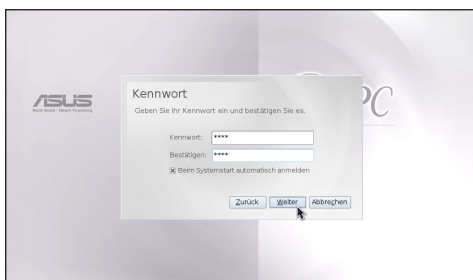 ASUS
Rock Solid · Heart Touching
PC
Kennwort
Geben Sie Ihr Kennwort ein und bestätigen Sie es.
Kennwort: ****
Bestätigen: ****
Beim Systemstart automatisch anmelden
Zurück Weiter Abbrechen